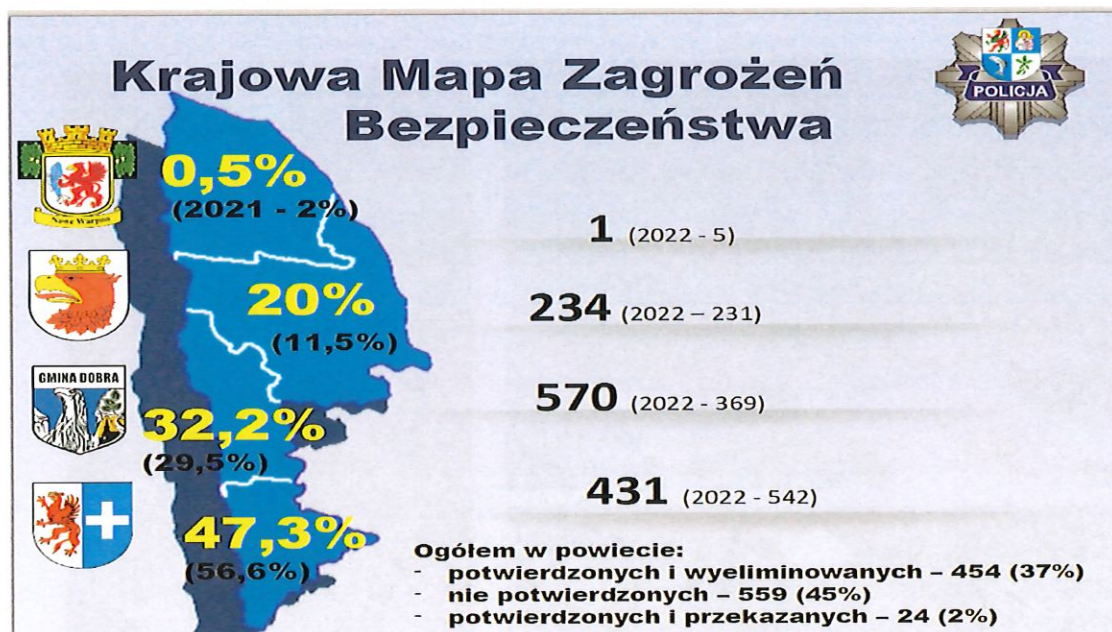 Krajowa Mapa Zagrożeń
Bezpieczeństwa
POLICJA
Nowe Warpno
0,5%
(2021 - 2%)
1 (2022 - 5)
20%
(11,5%)
234 (2022 – 231)
GMINA DOBRA
32,2%
(29,5%)
570 (2022 - 369)
47,3%
(56,6%)
431 (2022 - 542)
Ogółem w powiecie:
- potwierdzonych i wyeliminowanych – 454 (37%)
- nie potwierdzonych – 559 (45%)
- potwierdzonych i przekazanych – 24 (2%)